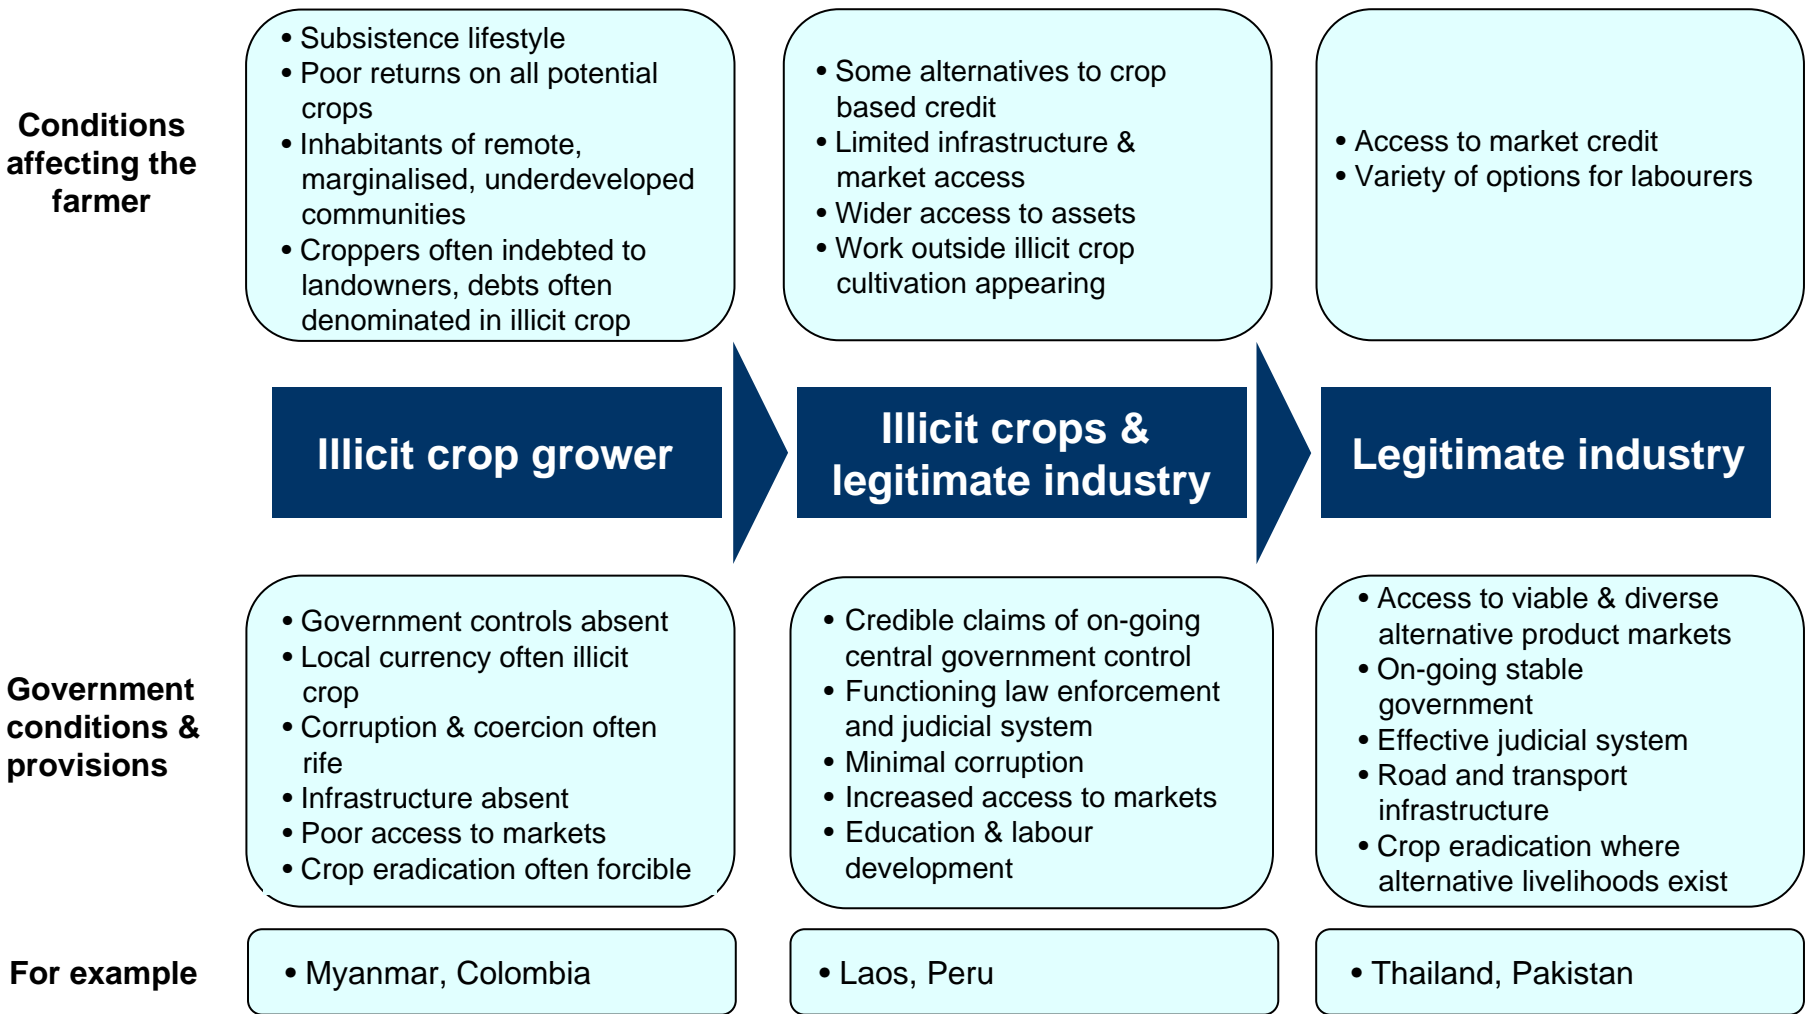 Conditions
affecting the
farmer
• Subsistence lifestyle
• Poor returns on all potential
crops
• Inhabitants of remote,
marginalised, underdeveloped
communities
• Croppers often indebted to
landowners, debts often
denominated in illicit crop
• Some alternatives to crop
based credit
• Limited infrastructure &
market access
• Wider access to assets
• Work outside illicit crop
cultivation appearing
• Access to market credit
• Variety of options for labourers
Illicit crop grower
Illicit crops &
legitimate industry
Legitimate industry
Government
conditions &
provisions
• Government controls absent
• Local currency often illicit
crop
• Corruption & coercion often
rife
• Infrastructure absent
• Poor access to markets
• Crop eradication often forcible
• Credible claims of on-going
central government control
• Functioning law enforcement
and judicial system
• Minimal corruption
• Increased access to markets
• Education & labour
development
• Access to viable & diverse
alternative product markets
• On-going stable
government
• Effective judicial system
• Road and transport
infrastructure
• Crop eradication where
alternative livelihoods exist
For example
• Myanmar, Colombia
• Laos, Peru
• Thailand, Pakistan